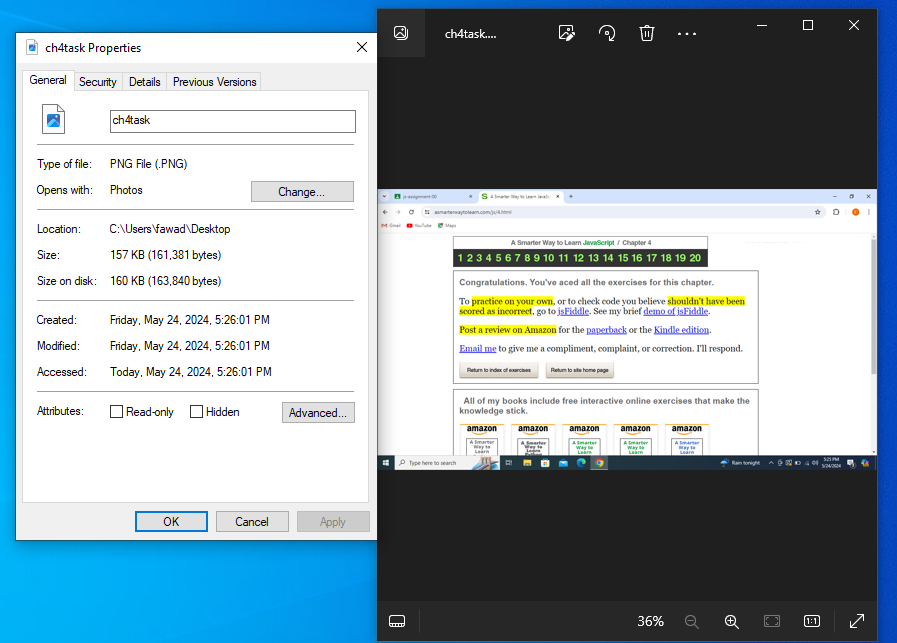 ch4task Properties
General
Security
Details
Previous Versions
ch4task
Type of file: PNG File (.PNG)
Opens with: Photos
Change...
Location: C:\Users\fawad\Desktop
Size: 157 KB (161,381 bytes)
Size on disk: 160 KB (163,840 bytes)
Created: Friday, May 24, 2024, 5:26:01 PM
Modified: Friday, May 24, 2024, 5:26:01 PM
Accessed: Today, May 24, 2024, 5:26:01 PM
Attributes: Read-only Hidden
Advanced...
OK Cancel Apply
ch4task....
js-assignment-00
A Smarter Way to Learn JavaS
asmarterwaytolearn.com/js/4.html
Gmail YouTube Maps
A Smarter Way to Learn JavaScript / Chapter 4
1 2 3 4 5 6 7 8 9 10 11 12 13 14 15 16 17 18 19 20
Congratulations. You've aced all the exercises for this chapter.
To practice on your own, or to check code you believe shouldn't have been
scored as incorrect, go to jsFiddle. See my brief demo of jsFiddle.
Post a review on Amazon for the paperback or the Kindle edition.
Email me to give me a compliment, complaint, or correction. I'll respond.
Return to index of exercises
Return to site home page
All of my books include free interactive online exercises that make the
knowledge stick.
amazon amazon amazon amazon amazon
A Smarter A Smarter A Smarter A Smarter A Smarter
Way to Way to Way to Way to Way to
Learn Learn Learn Learn Learn
Type here to search
Rain tonight
5:25 PM
5/24/2024
36%
1:1